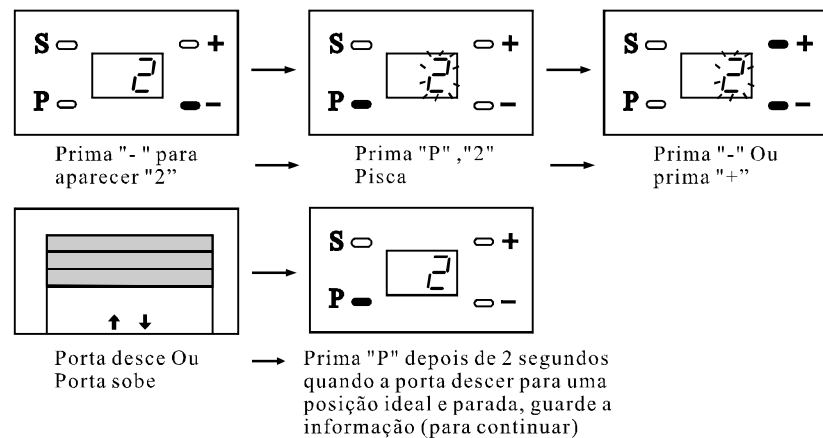 S + 2 P -
S + 2 P -
S + 2 P -
Prima "-" para
aparecer "2”
Prima "P" ,"2"
Pisca
Prima "-" Ou
prima "+”
S + 2 P -
Porta desce Ou
Porta sobe
Prima "P" depois de 2 segundos
quando a porta descer para uma
posição ideal e parada, guarde a
informação (para continuar)